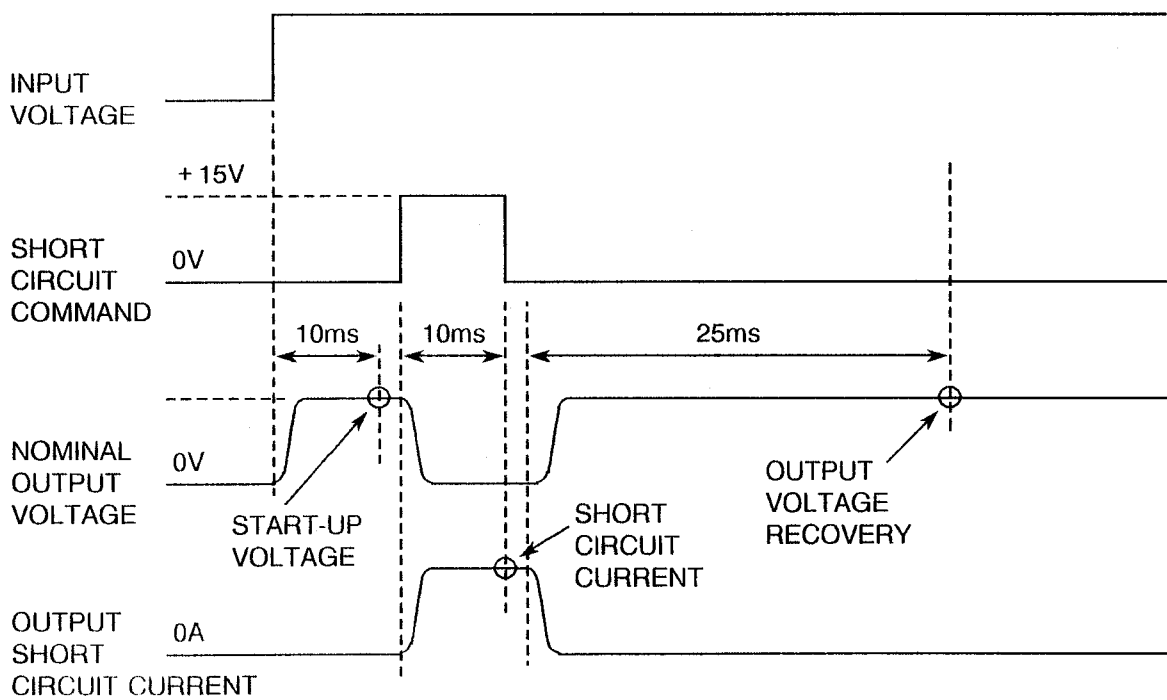 INPUT
VOLTAGE
+ 15V
SHORT
CIRCUIT
COMMAND
0V
10ms
10ms
25ms
NOMINAL
OUTPUT
VOLTAGE
0V
START-UP
VOLTAGE
SHORT
CIRCUIT
CURRENT
OUTPUT
VOLTAGE
RECOVERY
OUTPUT
SHORT
CIRCUIT CURRENT
0A